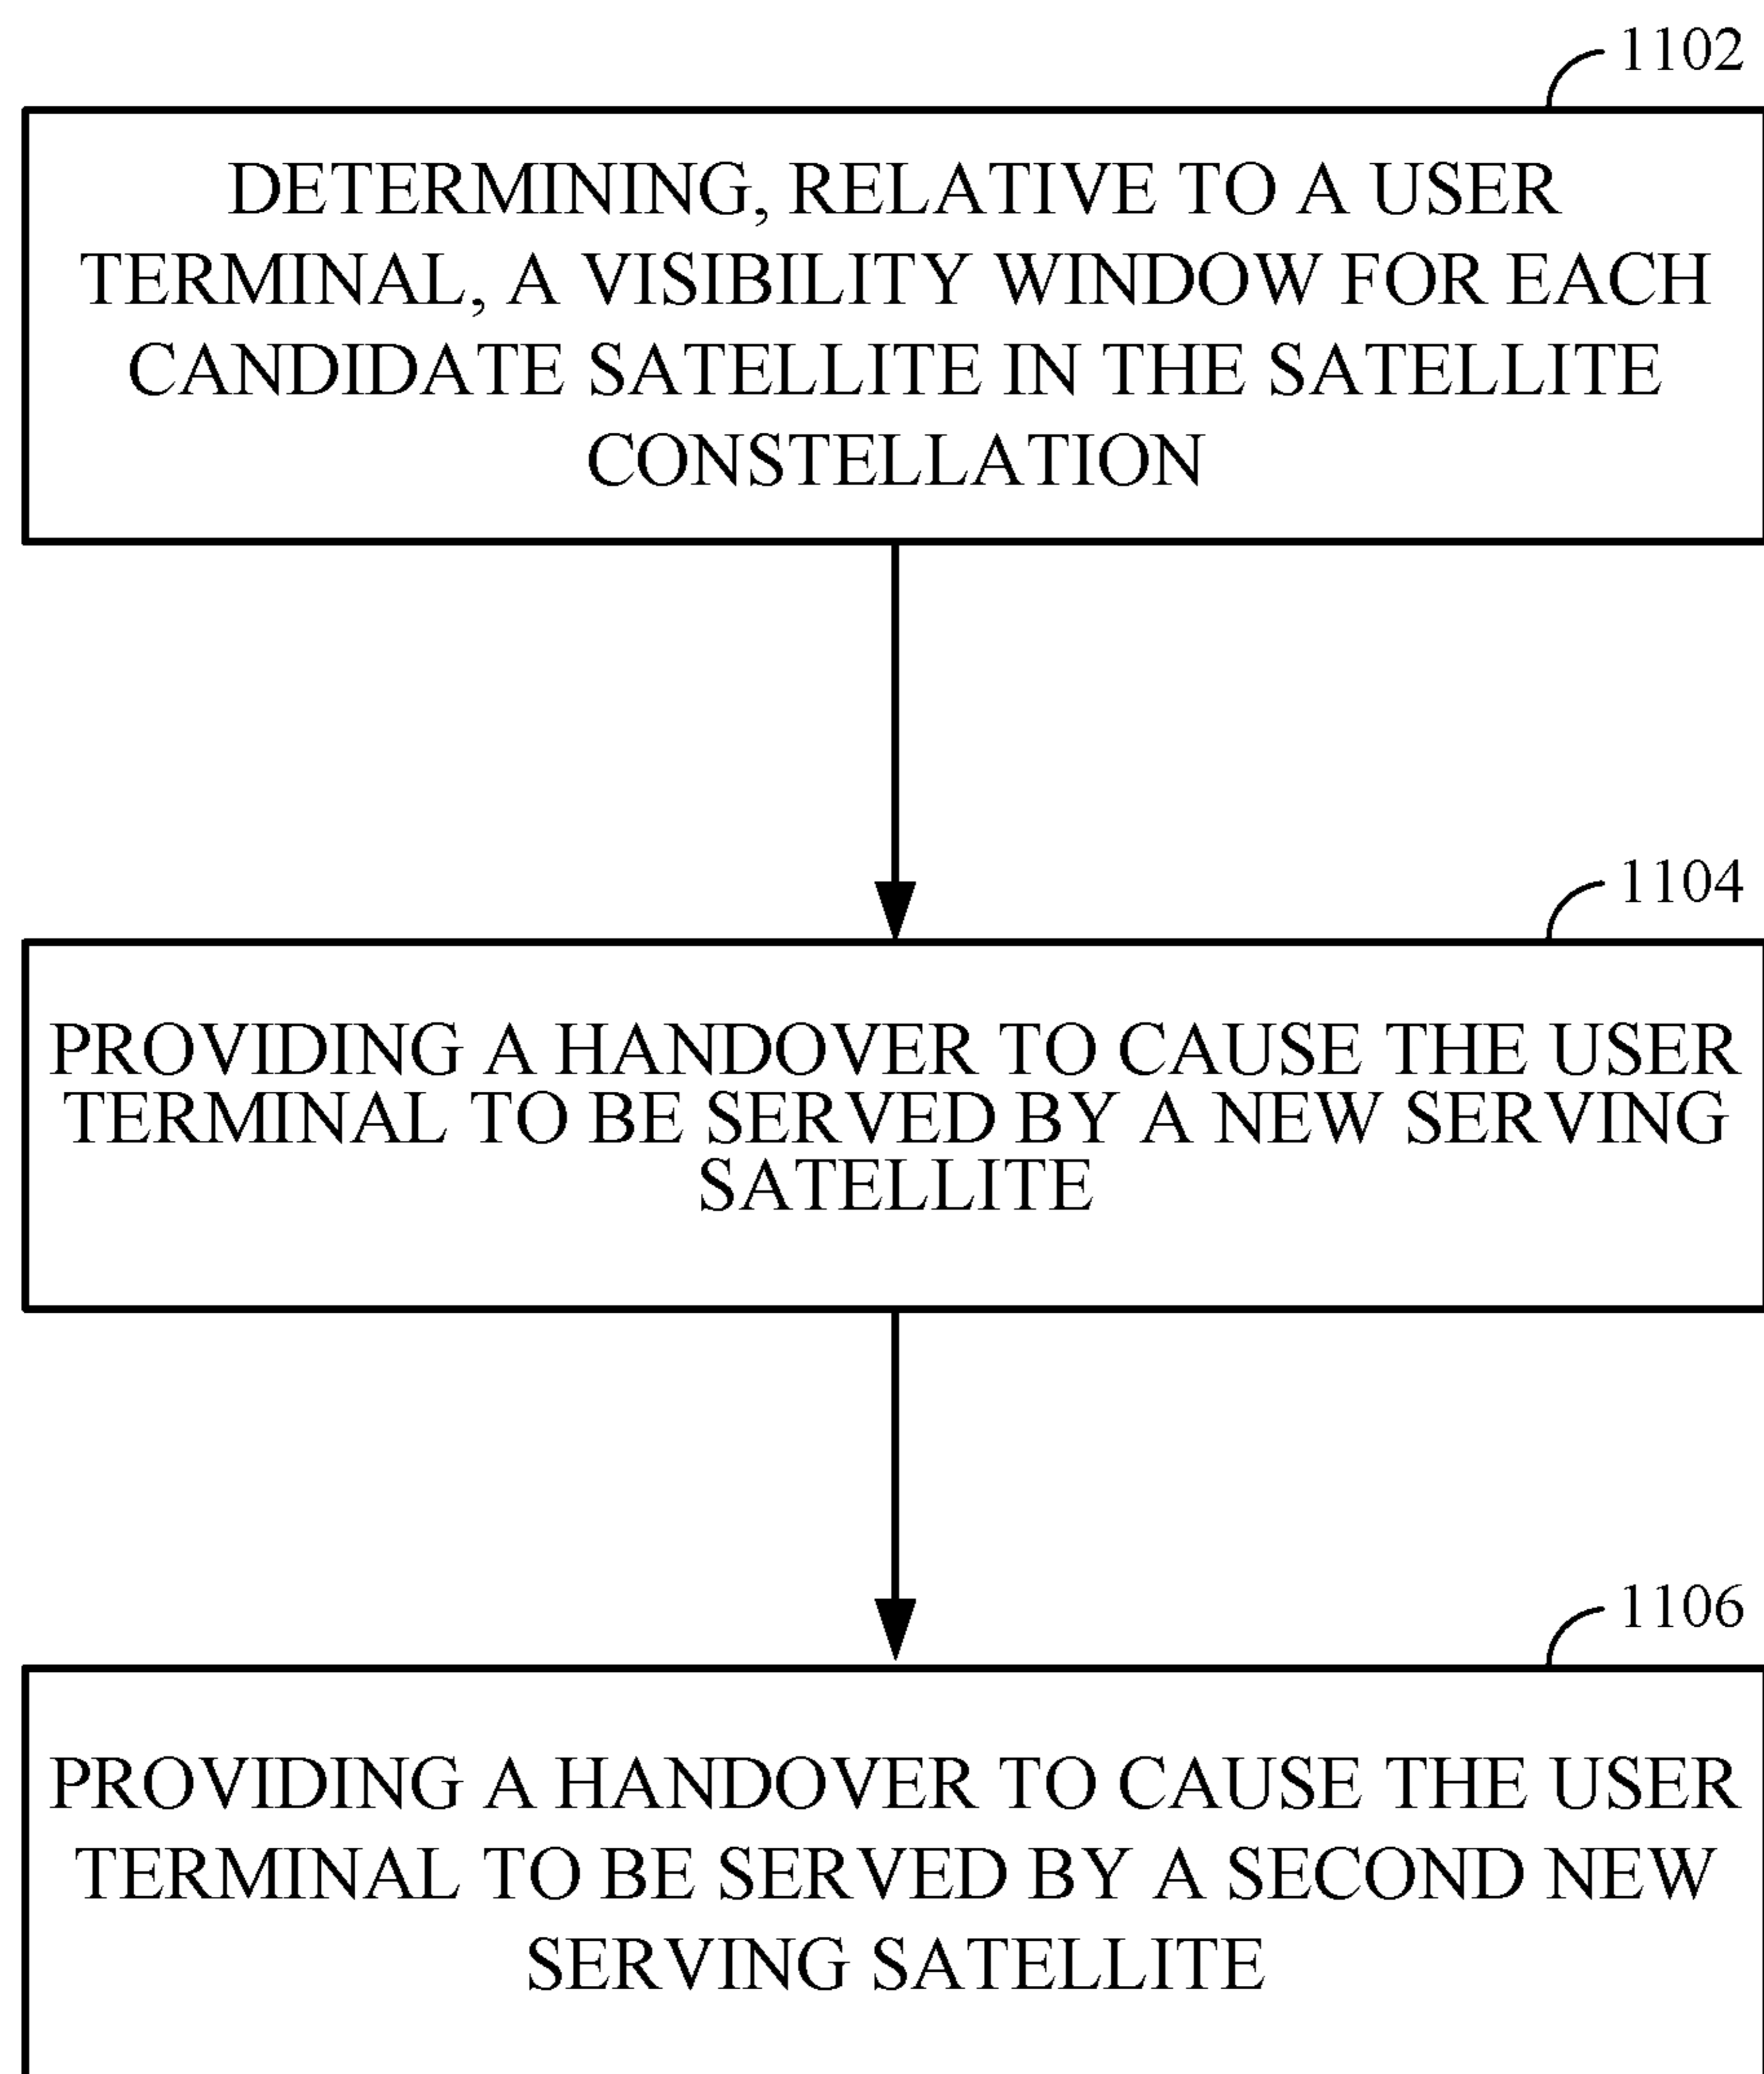 1102
DETERMINING, RELATIVE TO A USER
TERMINAL, A VISIBILITY WINDOW FOR EACH
CANDIDATE SATELLITE IN THE SATELLITE
CONSTELLATION
1104
PROVIDING A HANDOVER TO CAUSE THE USER
TERMINAL TO BE SERVED BY A NEW SERVING
SATELLITE
1106
PROVIDING A HANDOVER TO CAUSE THE USER
TERMINAL TO BE SERVED BY A SECOND NEW
SERVING SATELLITE